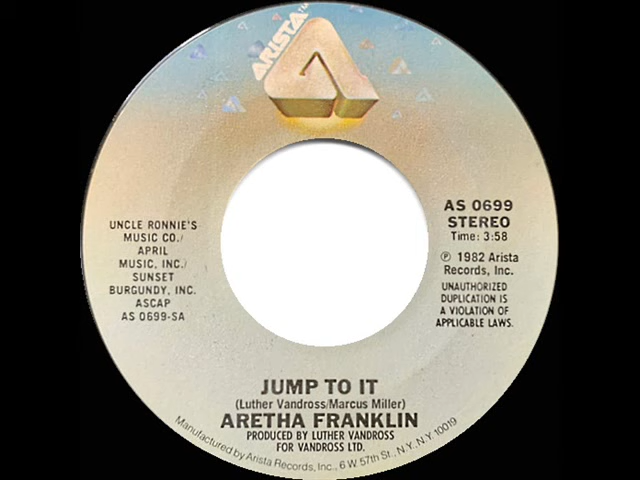 ARISTA™
UNCLE RONNIE'S
MUSIC CO./
APRIL
MUSIC, INC./
SUNSET
BURGUNDY, INC.
ASCAP
AS 0699-SA
AS 0699
STEREO
Time: 3:58
℗ 1982 Arista
Records, Inc.
UNAUTHORIZED
DUPLICATION IS
A VIOLATION OF
APPLICABLE LAWS.
JUMP TO IT
(Luther Vandross/Marcus Miller)
ARETHA FRANKLIN
PRODUCED BY LUTHER VANDROSS
FOR VANDROSS LTD.
Manufactured by Arista Records, Inc., 6 W 57th St., N.Y., N.Y. 10019